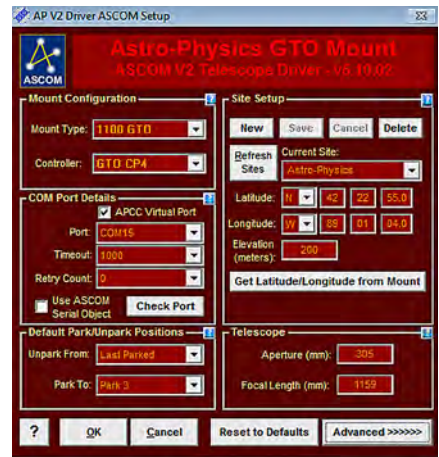 AP V2 Driver ASCOM Setup
ASCOM
Astro-Physics GTO Mount
ASCOM V2 Telescope Driver - v5.10.02
Mount Configuration
?
Mount Type: 1100 GTO
Controller: GTO CP4
COM Port Details
?
APCC Virtual Port
Port: COM15
Timeout: 1000
Retry Count: 0
Use ASCOM
Serial Object
Check Port
Default Park/Unpark Positions
?
Unpark From: Last Parked
Park To: Park 3
Site Setup
?
New Save Cancel Delete
Refresh
Sites
Current Site:
Astro-Physics
Latitude: N 42 22 55.0
Longitude: W 89 01 04.0
Elevation
(meters):
200
Get Latitude/Longitude from Mount
Telescope
?
Aperture (mm): 305
Focal Length (mm): 1159
? OK Cancel Reset to Defaults Advanced >>>>>>